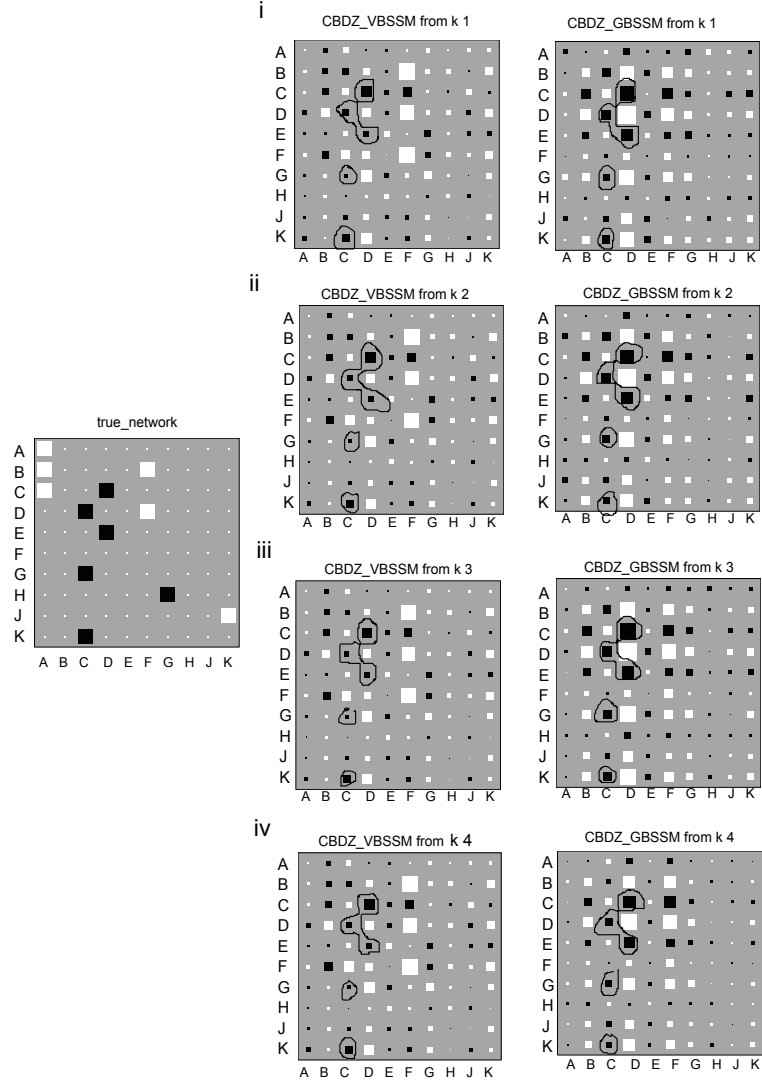 i
CBDZ_VBSSM from k 1
CBDZ_GBSSM from k 1
A
B
C
D
E
F
G
H
J
K
A B C D E F G H J K
A
B
C
D
E
F
G
H
J
K
A B C D E F G H J K
ii
CBDZ_VBSSM from k 2
CBDZ_GBSSM from k 2
A
B
C
D
E
F
G
H
J
K
A B C D E F G H J K
A
B
C
D
E
F
G
H
J
K
A B C D E F G H J K
true_network
A
B
C
D
E
F
G
H
J
K
A B C D E F G H J K
iii
CBDZ_VBSSM from k 3
CBDZ_GBSSM from k 3
A
B
C
D
E
F
G
H
J
K
A B C D E F G H J K
A
B
C
D
E
F
G
H
J
K
A B C D E F G H J K
iv
CBDZ_VBSSM from k 4
CBDZ_GBSSM from k 4
A
B
C
D
E
F
G
H
J
K
A B C D E F G H J K
A
B
C
D
E
F
G
H
J
K
A B C D E F G H J K